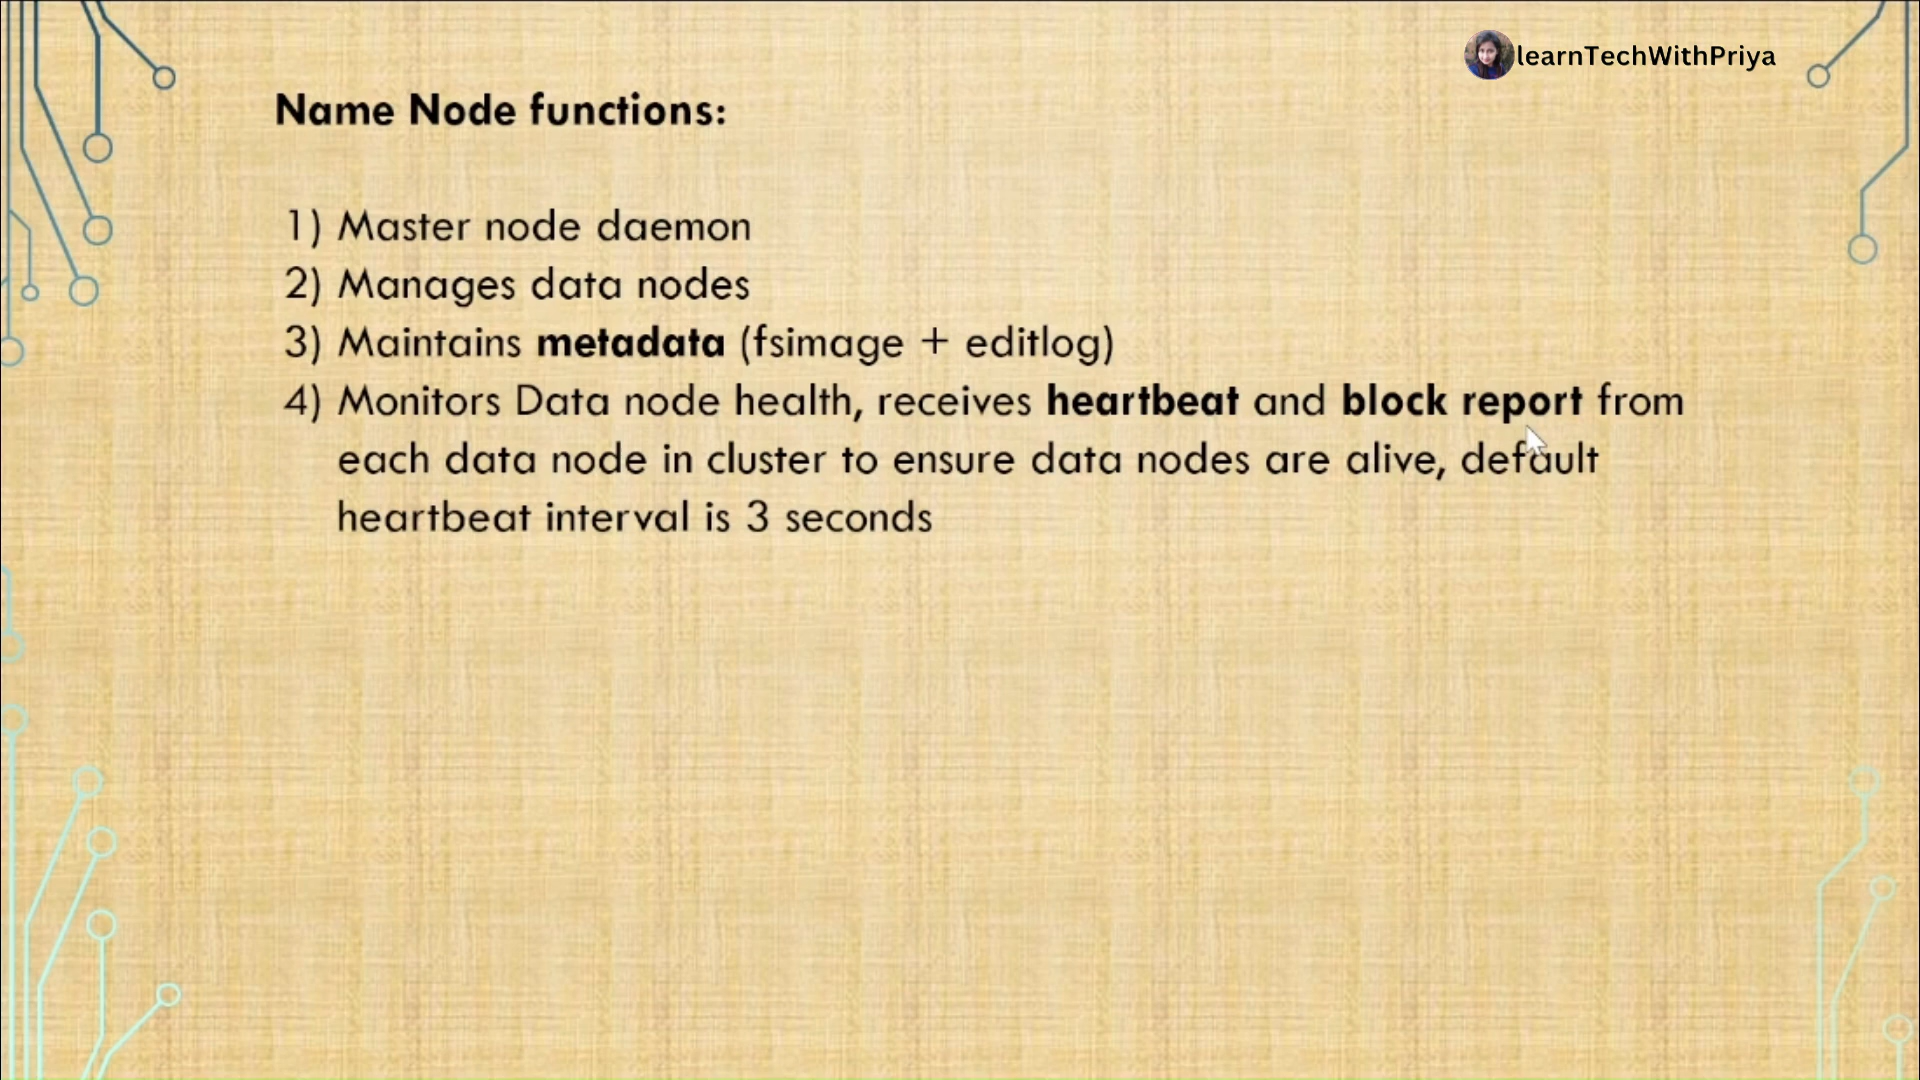 learnTechWithPriya
Name Node functions:
1) Master node daemon
2) Manages data nodes
3) Maintains metadata (fsimage + editlog)
4) Monitors Data node health, receives heartbeat and block report from
each data node in cluster to ensure data nodes are alive, default
heartbeat interval is 3 seconds